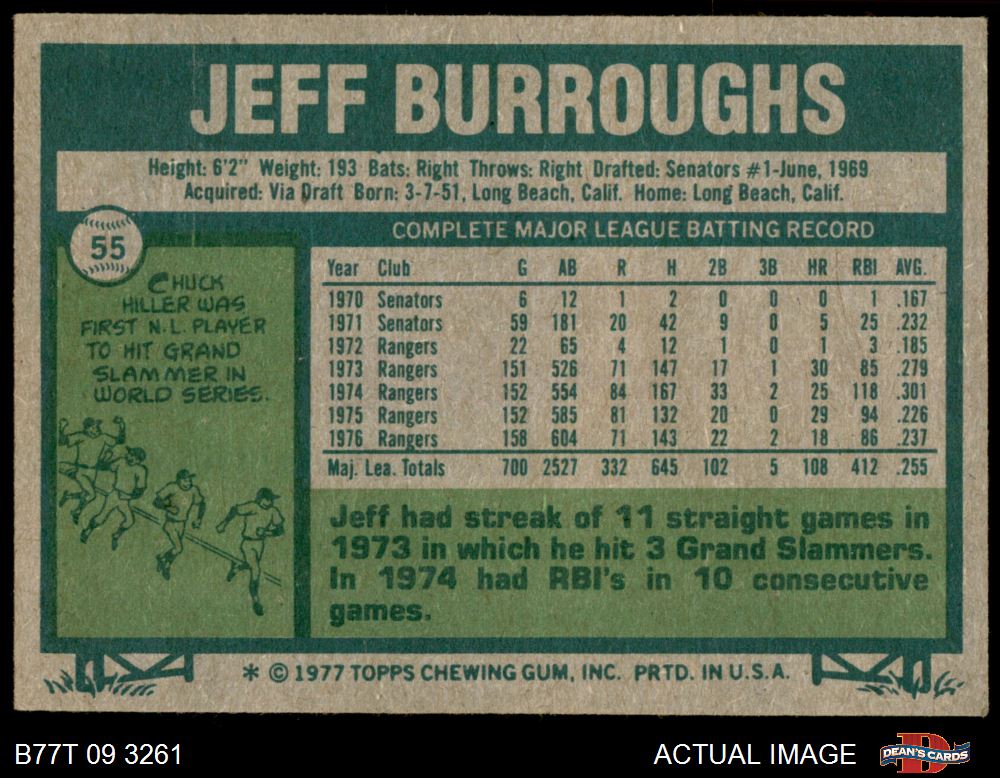 JEFF BURROUGHS
Height: 6'2" Weight: 193 Bats: Right Throws: Right Drafted: Senators #1-June, 1969
Acquired: Via Draft Born: 3-7-51, Long Beach, Calif. Home: Long Beach, Calif.
55
CHUCK
HILLER WAS
FIRST N.L. PLAYER
TO HIT GRAND
SLAMMER IN
WORLD SERIES.
COMPLETE MAJOR LEAGUE BATTING RECORD
Year Club G AB R H 2B 3B HR RBI AVG.
1970 Senators 6 12 1 2 0 0 0 1 .167
1971 Senators 59 181 20 42 9 0 5 25 .232
1972 Rangers 22 65 4 12 1 0 1 3 .185
1973 Rangers 151 526 71 147 17 1 30 85 .279
1974 Rangers 152 554 84 167 33 2 25 118 .301
1975 Rangers 152 585 81 132 20 0 29 94 .226
1976 Rangers 158 604 71 143 22 2 18 86 .237
Maj. Lea. Totals 700 2527 332 645 102 5 108 412 .255
Jeff had streak of 11 straight games in
1973 in which he hit 3 Grand Slammers.
In 1974 had RBI's in 10 consecutive
games.
* © 1977 TOPPS CHEWING GUM, INC. PRTD. IN U.S.A.
B77T 09 3261
ACTUAL IMAGE
DEAN'S CARDS